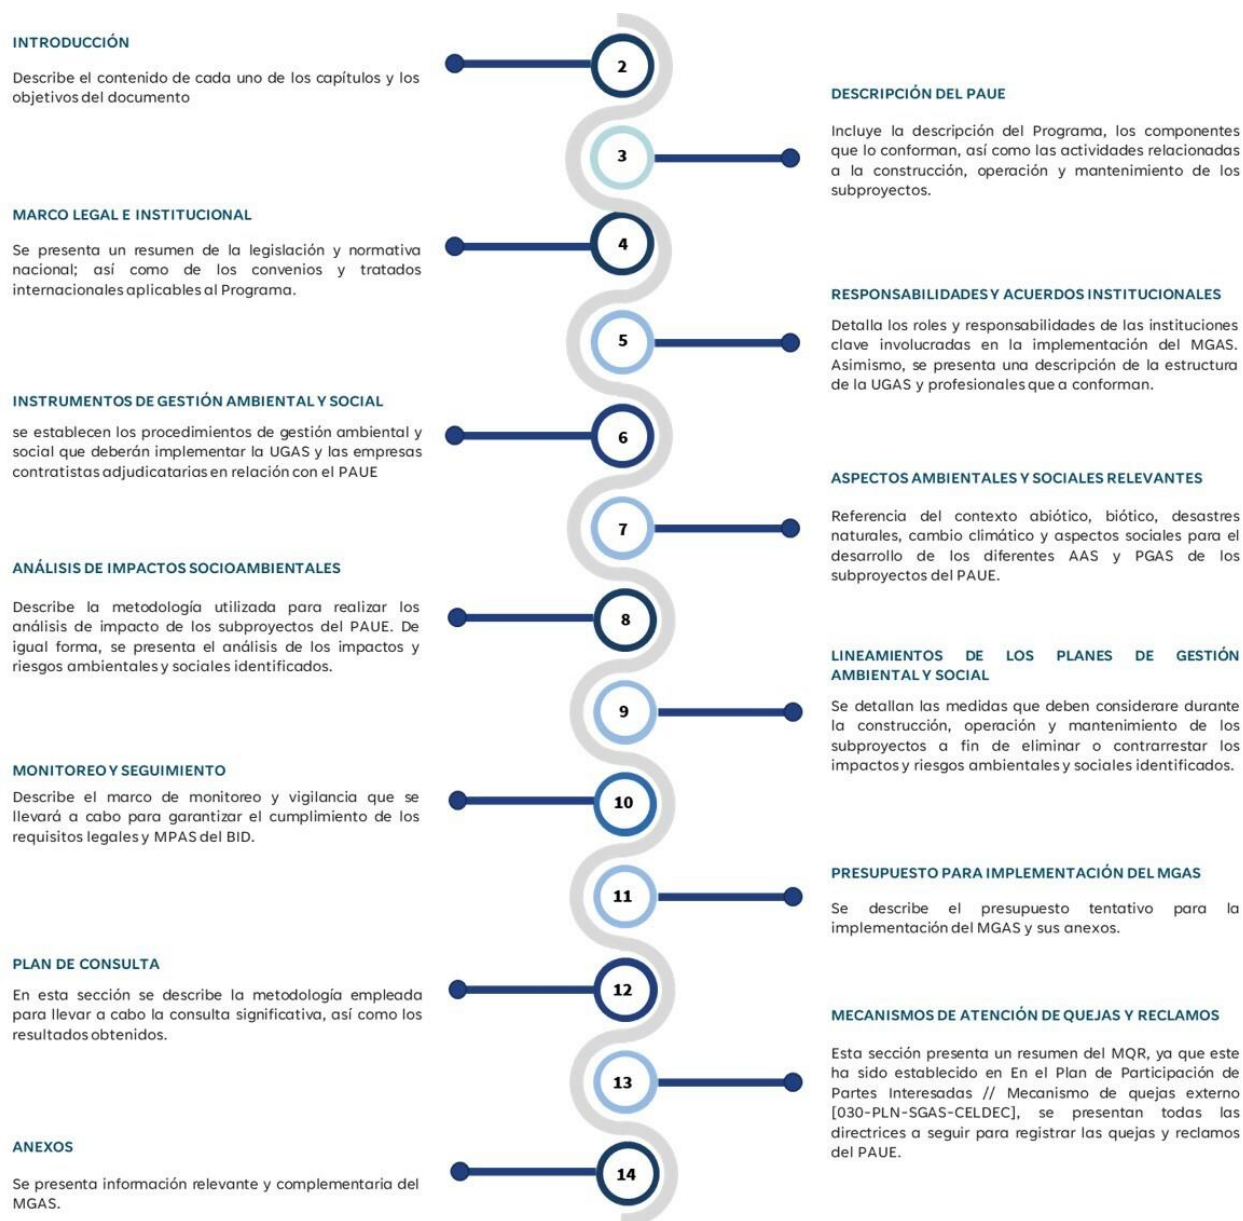 INTRODUCCIÓN
Describe el contenido de cada uno de los capítulos y los
objetivos del documento
2
DESCRIPCIÓN DEL PAUE
Incluye la descripción del Programa, los componentes
que lo conforman, así como las actividades relacionadas
a la construcción, operación y mantenimiento de los
subproyectos.
3
MARCO LEGAL E INSTITUCIONAL
Se presenta un resumen de la legislación y normativa
nacional; así como de los convenios y tratados
internacionales aplicables al Programa.
4
RESPONSABILIDADES Y ACUERDOS INSTITUCIONALES
Detalla los roles y responsabilidades de las instituciones
clave involucradas en la implementación del MGAS.
Asimismo, se presenta una descripción de la estructura
de la UGAS y profesionales que a conforman.
5
INSTRUMENTOS DE GESTIÓN AMBIENTAL Y SOCIAL
se establecen los procedimientos de gestión ambiental y
social que deberán implementar la UGAS y las empresas
contratistas adjudicatarias en relación con el PAUE
6
ASPECTOS AMBIENTALES Y SOCIALES RELEVANTES
Referencia del contexto abiótico, biótico, desastres
naturales, cambio climático y aspectos sociales para el
desarrollo de los diferentes AAS y PGAS de los
subproyectos del PAUE.
7
ANÁLISIS DE IMPACTOS SOCIOAMBIENTALES
Describe la metodología utilizada para realizar los
análisis de impacto de los subproyectos del PAUE. De
igual forma, se presenta el análisis de los impactos y
riesgos ambientales y sociales identificados.
8
LINEAMIENTOS DE LOS PLANES DE GESTIÓN
AMBIENTAL Y SOCIAL
Se detallan las medidas que deben considerare durante
la construcción, operación y mantenimiento de los
subproyectos a fin de eliminar o contrarrestar los
impactos y riesgos ambientales y sociales identificados.
9
MONITOREO Y SEGUIMIENTO
Describe el marco de monitoreo y vigilancia que se
llevará a cabo para garantizar el cumplimiento de los
requisitos legales y MPAS del BID.
10
PRESUPUESTO PARA IMPLEMENTACIÓN DEL MGAS
Se describe el presupuesto tentativo para la
implementación del MGAS y sus anexos.
11
PLAN DE CONSULTA
En esta sección se describe la metodología empleada
para llevar a cabo la consulta significativa, así como los
resultados obtenidos.
12
MECANISMOS DE ATENCIÓN DE QUEJAS Y RECLAMOS
Esta sección presenta un resumen del MQR, ya que este
ha sido establecido en En el Plan de Participación de
Partes Interesadas // Mecanismo de quejas externo
[030-PLN-SGAS-CELDEC], se presentan todas las
directrices a seguir para registrar las quejas y reclamos
del PAUE.
13
ANEXOS
Se presenta información relevante y complementaria del
MGAS.
14